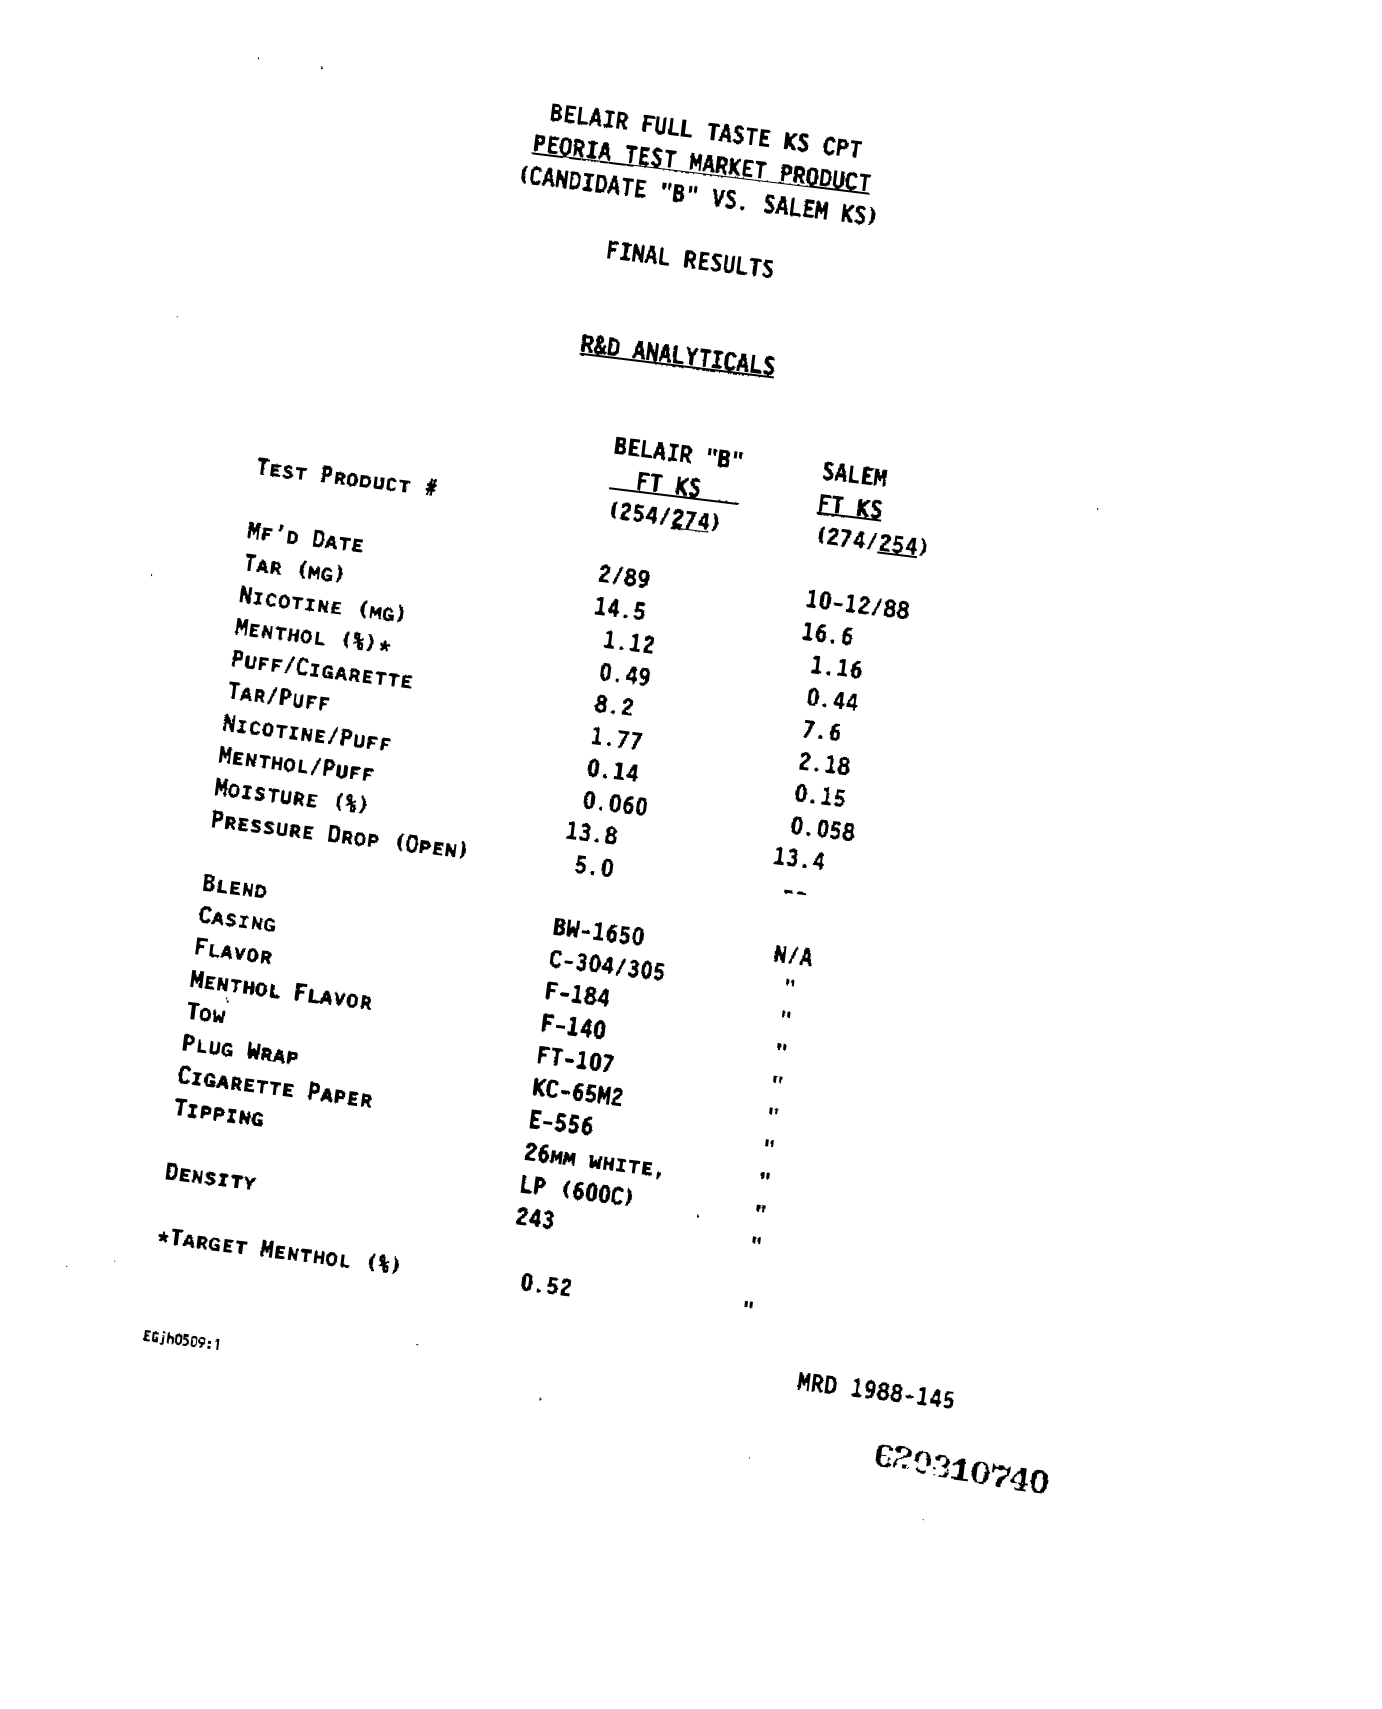 BELAIR FULL TASTE KS CPT
PEORIA TEST MARKET PRODUCT
(CANDIDATE "B" VS. SALEM KS)
FINAL RESULTS
R&D ANALYTICALS
BELAIR "B" SALEM
TEST PRODUCT # FT KS FT KS
(254/274) (274/254)
MF'D DATE 2/89 10-12/88
TAR (MG) 14.5 16.6
NICOTINE (MG) 1.12 1.16
MENTHOL (%)* 0.49 0.44
PUFF/CIGARETTE 8.2 7.6
TAR/PUFF 1.77 2.18
NICOTINE/PUFF 0.14 0.15
MENTHOL/PUFF 0.060 0.058
MOISTURE (%) 13.8 13.4
PRESSURE DROP (OPEN) 5.0 --
BLEND BW-1650 N/A
CASING C-304/305 "
FLAVOR F-184 "
MENTHOL FLAVOR F-140 "
TOW FT-107 "
PLUG WRAP KC-65M2 "
CIGARETTE PAPER E-556 "
TIPPING 26MM WHITE, "
LP (600C) "
DENSITY 243 "
*TARGET MENTHOL (%) 0.52 "
EGjh0509:1
MRD 1988-145
620310740